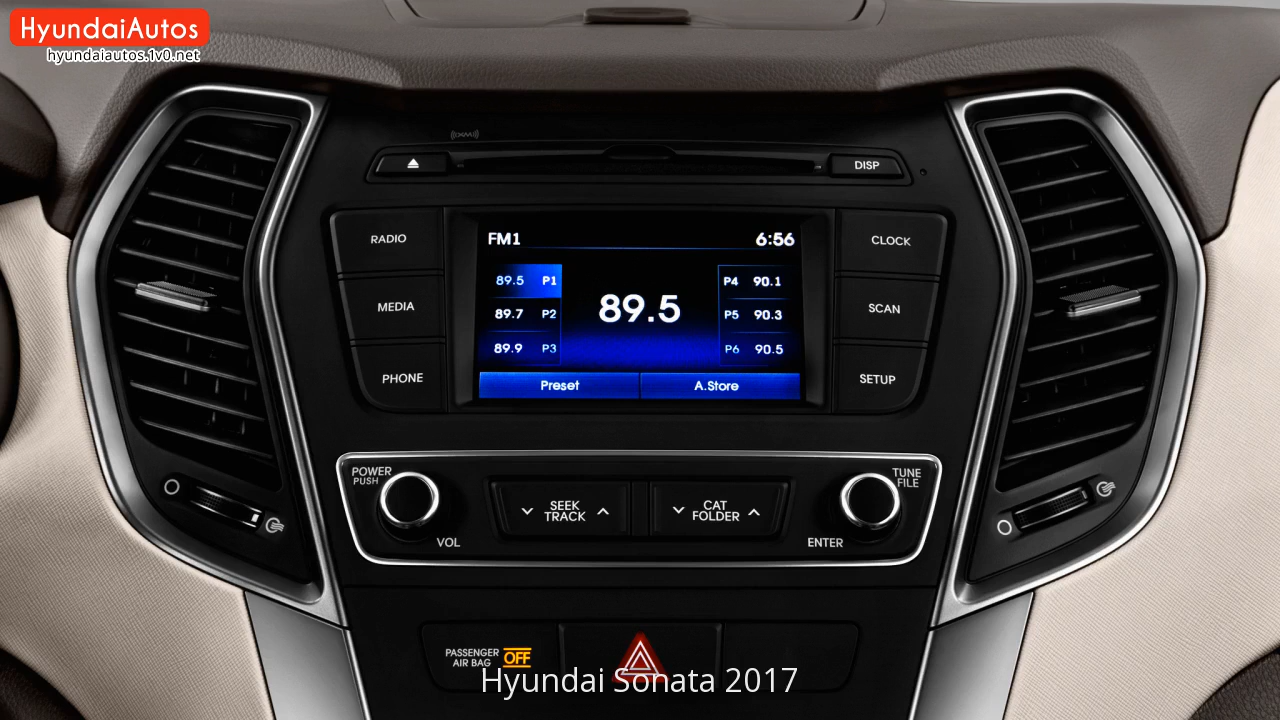 HyundaiAutos
hyundaiautos.1v0.net
((XM))
DISP
RADIO
MEDIA
PHONE
FM1
6:56
89.5 P1
89.7 P2
89.9 P3
89.5
P4 90.1
P5 90.3
P6 90.5
Preset
A.Store
CLOCK
SCAN
SETUP
POWER
PUSH
VOL
SEEK
TRACK
CAT
FOLDER
TUNE
FILE
ENTER
PASSENGER
AIR BAG OFF
Hyundai Sonata 2017